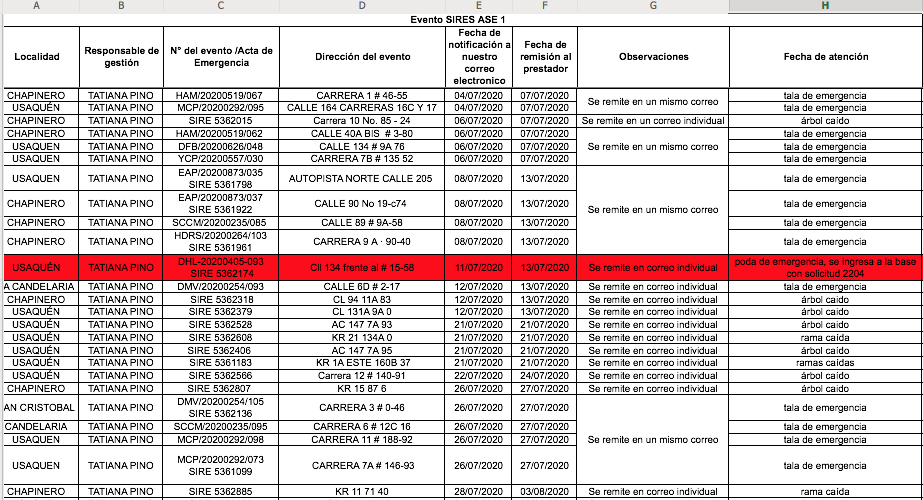 A B C D E F G H
Evento SIRES ASE 1
Localidad
Responsable de
gestión
N° del evento /Acta de
Emergencia
Dirección del evento
Fecha de
notificación a
nuestro
correo
electronico
Fecha de
remisión al
prestador
Observaciones
Fecha de atención
CHAPINERO TATIANA PINO HAM/20200519/067 CARRERA 1 # 46-55 04/07/2020 07/07/2020 tala de emergencia
Se remite en un mismo correo
USAQUÉN TATIANA PINO MCP/20200292/095 CALLE 164 CARRERAS 16C Y 17 04/07/2020 07/07/2020 tala de emergencia
CHAPINERO TATIANA PINO SIRE 5362015 Carrera 10 No. 85 - 24 06/07/2020 07/07/2020 Se remite en un correo individual árbol caído
CHAPINERO TATIANA PINO HAM/20200519/062 CALLE 40A BIS # 3-80 06/07/2020 07/07/2020 tala de emergencia
USAQUEN TATIANA PINO DFB/20200626/048 CALLE 134 # 9A 76 06/07/2020 07/07/2020 Se remite en un mismo correo tala de emergencia
USAQUEN TATIANA PINO YCP/20200557/030 CARRERA 7B # 135 52 06/07/2020 07/07/2020 tala de emergencia
USAQUEN TATIANA PINO EAP/20200873/035
SIRE 5361798 AUTOPISTA NORTE CALLE 205 08/07/2020 13/07/2020 tala de emergencia
CHAPINERO TATIANA PINO EAP/20200873/037
SIRE 5361922 CALLE 90 No 19-c74 08/07/2020 13/07/2020 tala de emergencia
Se remite en un mismo correo
CHAPINERO TATIANA PINO SCCM/20200235/085 CALLE 89 # 9A-58 08/07/2020 13/07/2020 tala de emergencia
CHAPINERO TATIANA PINO HDRS/20200264/103
SIRE 5361961 CARRERA 9 A · 90-40 08/07/2020 13/07/2020 tala de emergencia
USAQUÉN TATIANA PINO DHL-20200405-093
SIRE 5362174 Cll 134 frente al # 15-58 11/07/2020 13/07/2020 Se remite en correo individual poda de emergencia, se ingresa a la base
con solicitud 2204
A CANDELARIA TATIANA PINO DMV/20200254/093 CALLE 6D # 2-17 12/07/2020 13/07/2020 Se remite en correo individual tala de emergencia
CHAPINERO TATIANA PINO SIRE 5362318 CL 94 11A 83 12/07/2020 13/07/2020 Se remite en correo individual árbol caído
USAQUÉN TATIANA PINO SIRE 5362379 CL 131A 9A 0 12/07/2020 13/07/2020 Se remite en correo individual árbol caído
USAQUÉN TATIANA PINO SIRE 5362528 AC 147 7A 93 21/07/2020 21/07/2020 Se remite en correo individual árbol caído
USAQUÉN TATIANA PINO SIRE 5362608 KR 21 134A 0 21/07/2020 21/07/2020 Se remite en correo individual rama caída
USAQUÉN TATIANA PINO SIRE 5362406 AC 147 7A 95 21/07/2020 21/07/2020 Se remite en correo individual árbol caído
USAQUÉN TATIANA PINO SIRE 5361183 KR 1A ESTE 160B 37 21/07/2020 21/07/2020 Se remite en correo individual ramas caídas
USAQUÉN TATIANA PINO SIRE 5362566 Carrera 12 # 140-91 22/07/2020 24/07/2020 Se remite en correo individual árbol caído
CHAPINERO TATIANA PINO SIRE 5362807 KR 15 87 6 26/07/2020 27/07/2020 Se remite en correo individual árbol caído
AN CRISTOBAL TATIANA PINO DMV/20200254/105
SIRE 5362136 CARRERA 3 # 0-46 26/07/2020 27/07/2020 tala de emergencia
CANDELARIA TATIANA PINO SCCM/20200235/095 CARRERA 6 # 12C 16 26/07/2020 27/07/2020 tala de emergencia
USAQUEN TATIANA PINO MCP/20200292/098 CARRERA 11 # 188-92 26/07/2020 27/07/2020 Se remite en un mismo correo tala de emergencia
USAQUEN TATIANA PINO MCP/20200292/073
SIRE 5361099 CARRERA 7A # 146-93 26/07/2020 27/07/2020 tala de emergencia
CHAPINERO TATIANA PINO SIRE 5362885 KR 11 71 40 28/07/2020 03/08/2020 Se remite en correo individual rama caída